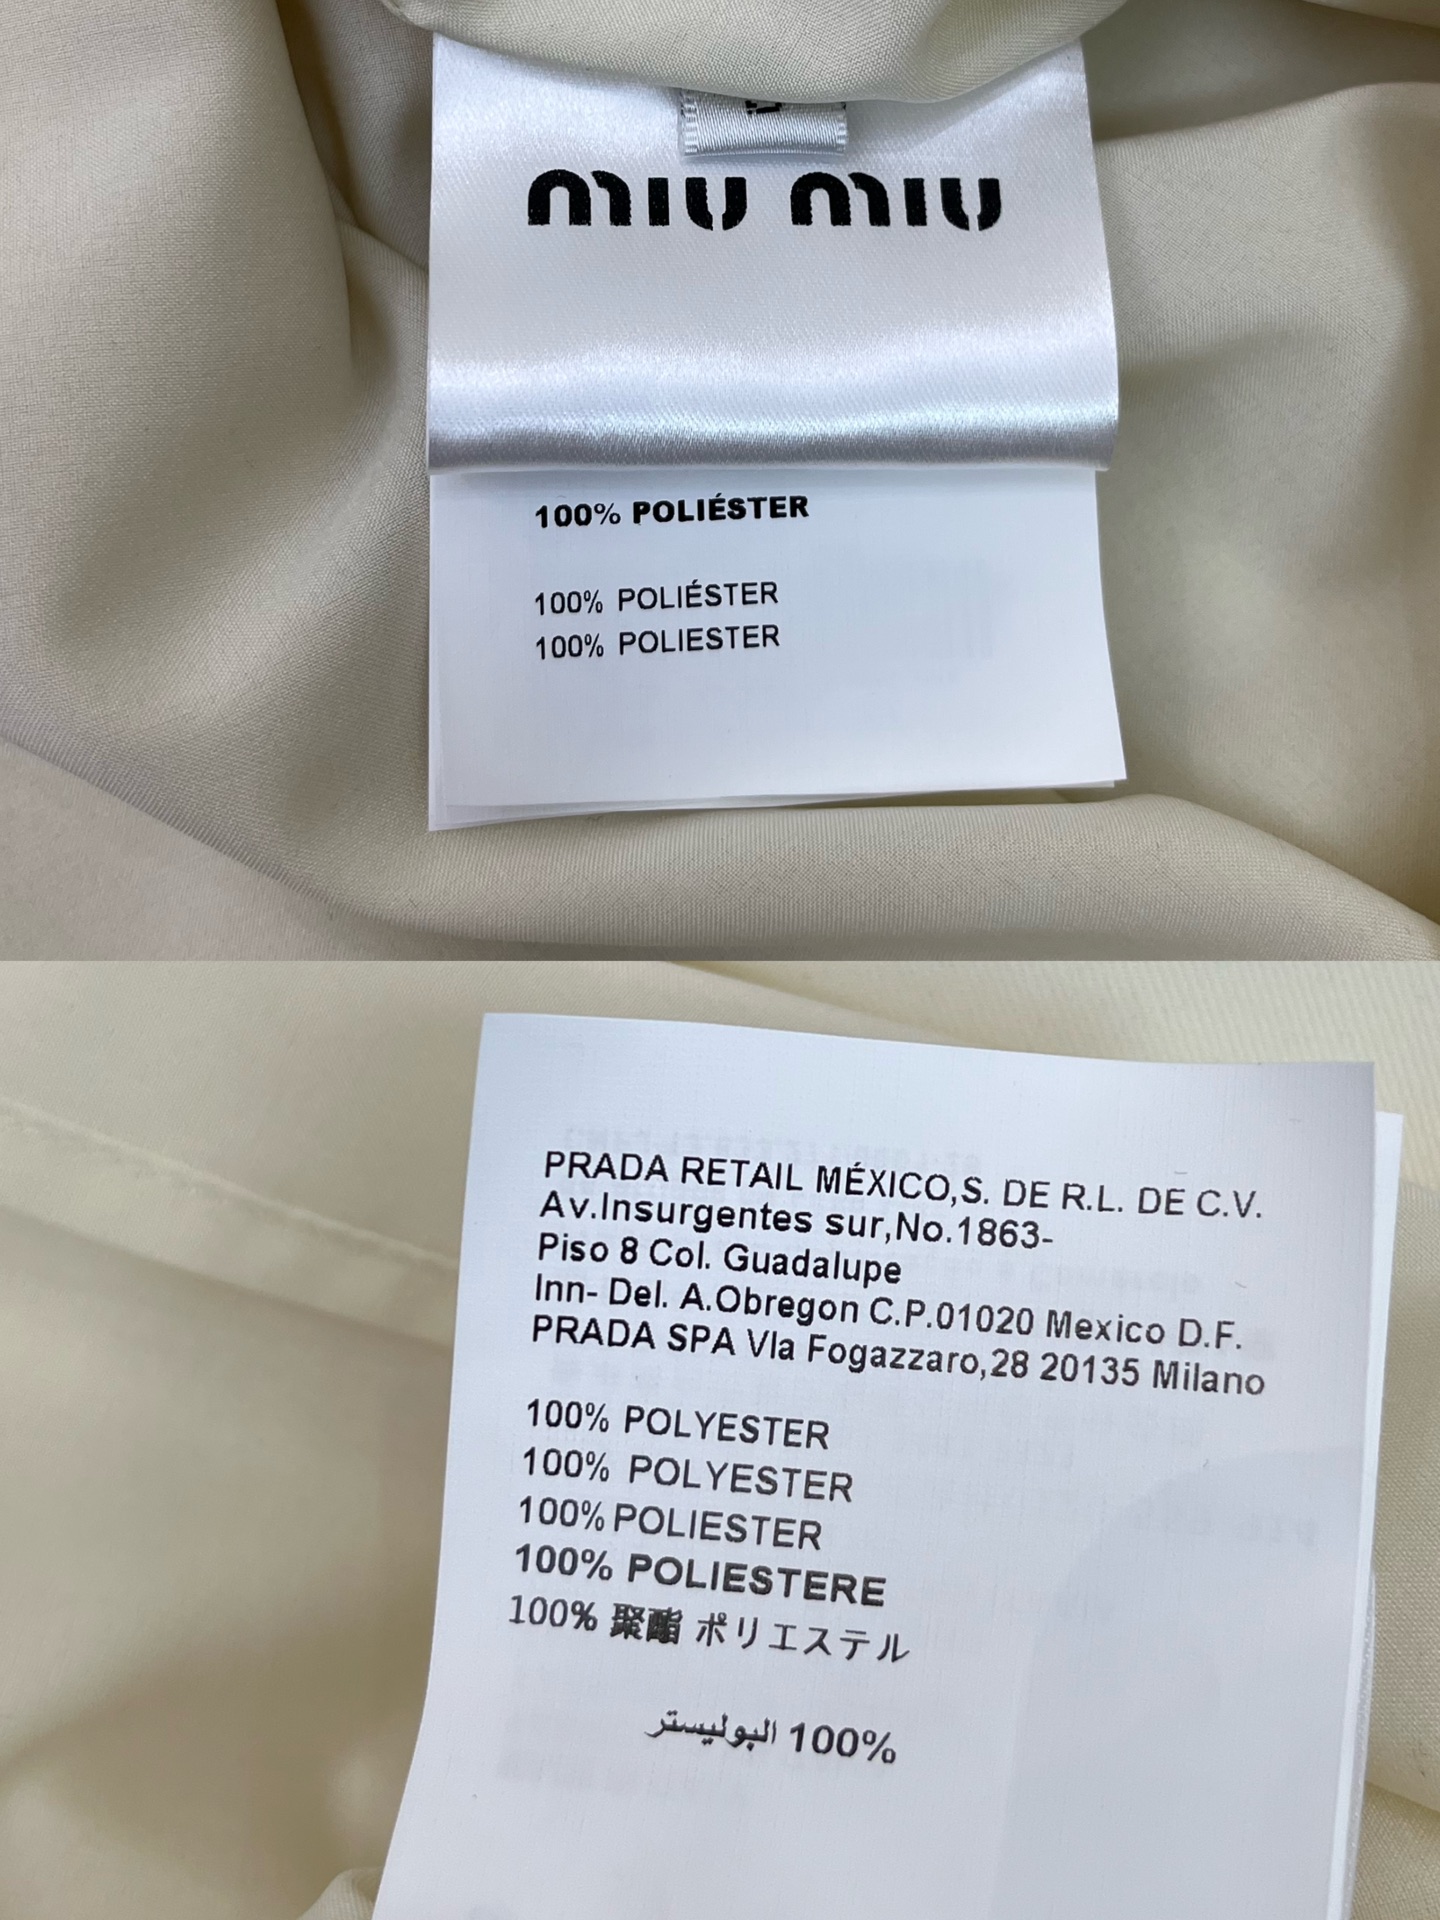 miu miu
100% POLIÉSTER
100% POLIÉSTER
100% POLIESTER
PRADA RETAIL MÉXICO,S. DE R.L. DE C.V.
Av.Insurgentes sur,No.1863-
Piso 8 Col. Guadalupe
Inn- Del. A.Obregon C.P.01020 Mexico D.F.
PRADA SPA VIa Fogazzaro,28 20135 Milano
100% POLYESTER
100% POLYESTER
100% POLIESTER
100% POLIESTERE
100% 聚酯 ポリエステル
100% البوليستر